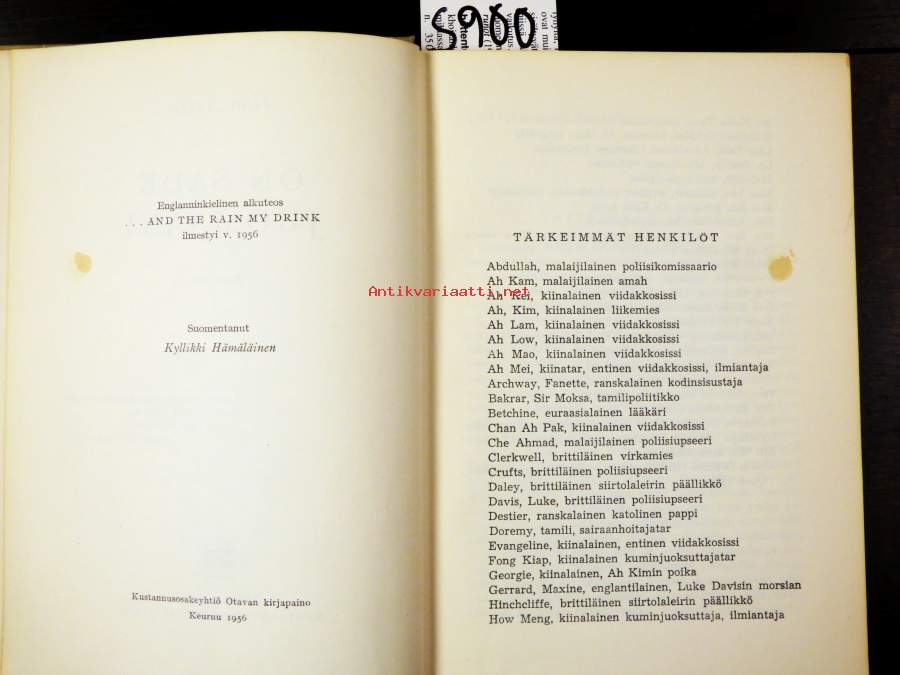 5900
Englanninkielinen alkuteos
. . . AND THE RAIN MY DRINK
ilmestyi v. 1956
Suomentanut
Kyllikki Hämäläinen
Kustannusosakeyhtiö Otavan kirjapaino
Keuruu 1956
Antikvariaatti.net
TÄRKEIMMÄT HENKILÖT
Abdullah, malaijilainen poliisikomissaario
Ah Kam, malaijilainen amah
Ah Kei, kiinalainen viidakkosissi
Ah, Kim, kiinalainen liikemies
Ah Lam, kiinalainen viidakkosissi
Ah Low, kiinalainen viidakkosissi
Ah Mao, kiinalainen viidakkosissi
Ah Mei, kiinatar, entinen viidakkosissi, ilmiantaja
Archway, Fanette, ranskalainen kodinsisustaja
Bakrar, Sir Moksa, tamilipoliitikko
Betchine, euraasialainen lääkäri
Chan Ah Pak, kiinalainen viidakkosissi
Che Ahmad, malaijilainen poliisiupseeri
Clerkwell, brittiläinen virkamies
Crufts, brittiläinen poliisiupseeri
Daley, brittiläinen siirtolaleirin päällikkö
Davis, Luke, brittiläinen poliisiupseeri
Destier, ranskalainen katolinen pappi
Doremy, tamili, sairaanhoitajatar
Evangeline, kiinalainen, entinen viidakkosissi
Fong Kiap, kiinalainen kuminjuoksuttajatar
Georgie, kiinalainen, Ah Kimin poika
Gerrard, Maxine, englantilainen, Luke Davisin morsian
Hinchcliffe, brittiläinen siirtolaleirin päällikkö
How Meng, kiinalainen kuminjuoksuttaja, ilmiantaja